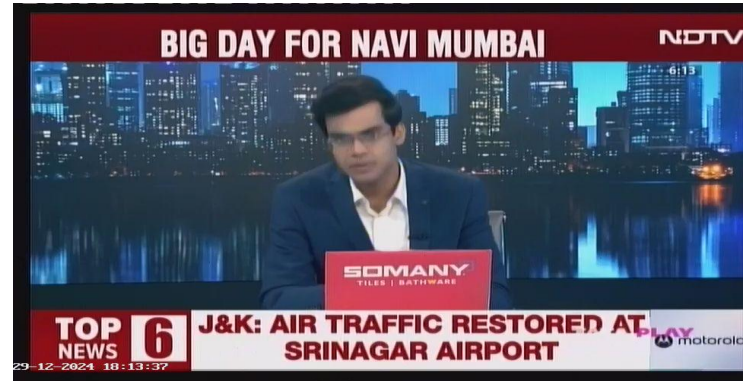 BIG DAY FOR NAVI MUMBAI
NDTV
6:13
SOMANY
TILES | BATHWARE
TOP
NEWS
6
J&K: AIR TRAFFIC RESTORED AT
SRINAGAR AIRPORT
PLAY
motorola
29-12-2024 18:13:37